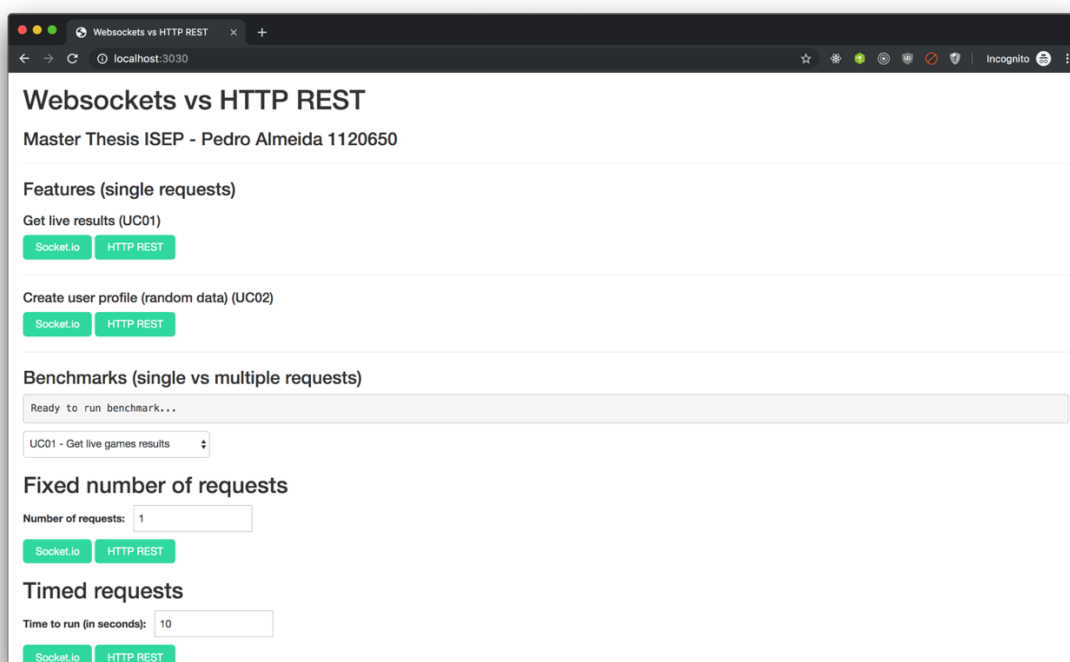 Websockets vs HTTP REST
localhost:3030
Incognito
Websockets vs HTTP REST
Master Thesis ISEP - Pedro Almeida 1120650
Features (single requests)
Get live results (UC01)
Socket.io HTTP REST
Create user profile (random data) (UC02)
Socket.io HTTP REST
Benchmarks (single vs multiple requests)
Ready to run benchmark...
UC01 - Get live games results
Fixed number of requests
Number of requests: 1
Socket.io HTTP REST
Timed requests
Time to run (in seconds): 10
Socket.io HTTP REST